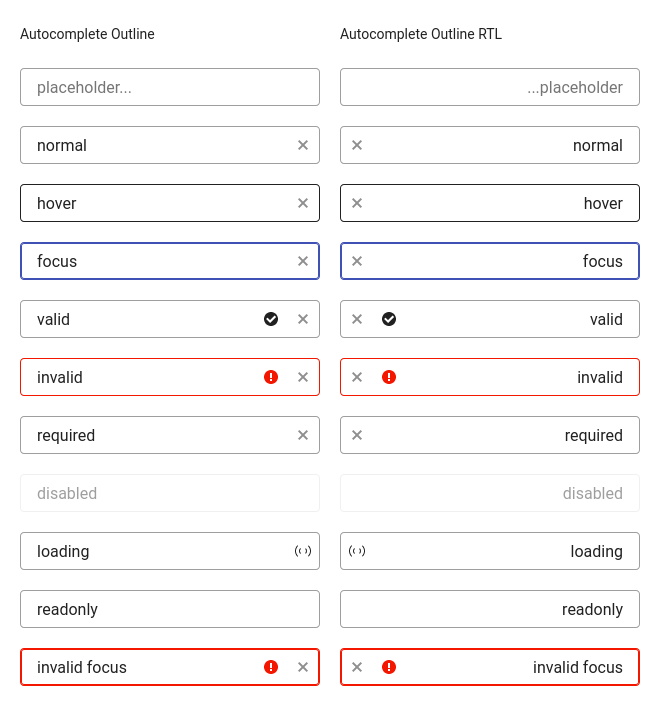 Autocomplete Outline
Autocomplete Outline RTL
placeholder...
...placeholder
normal
normal
hover
hover
focus
focus
valid
valid
invalid
invalid
required
required
disabled
disabled
loading
loading
readonly
readonly
invalid focus
invalid focus